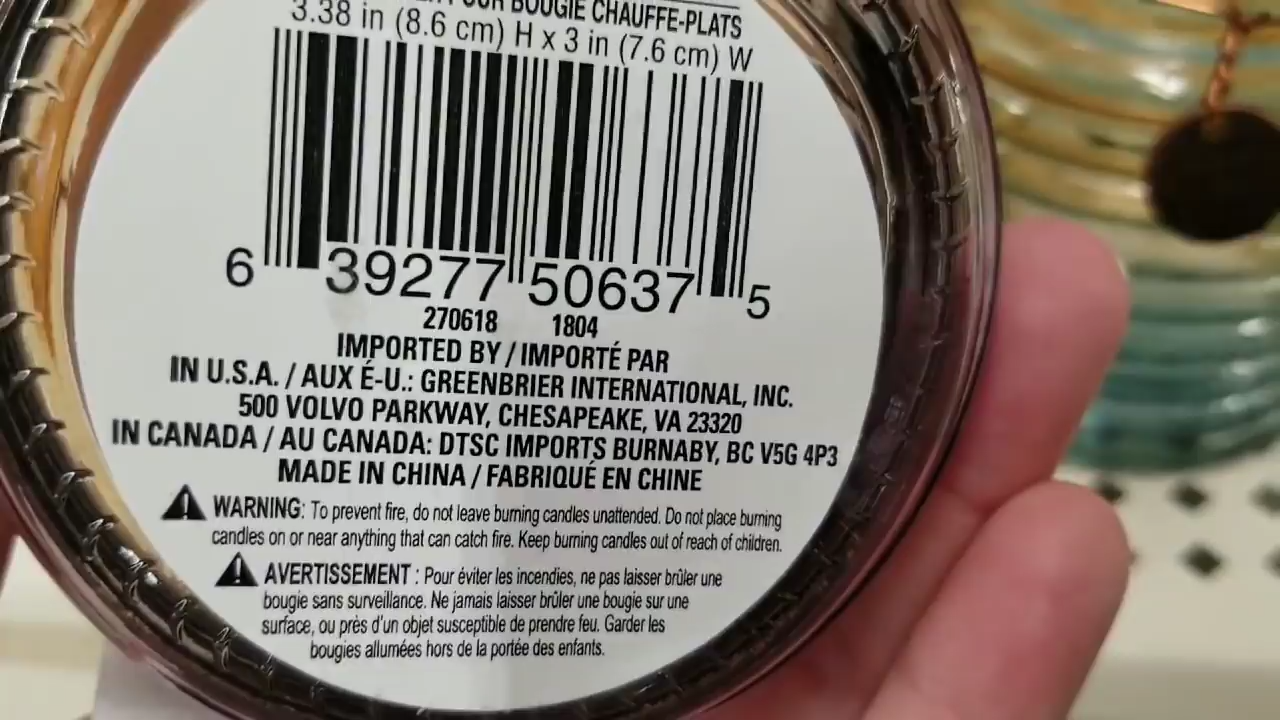 POUR BOUGIE CHAUFFE-PLATS
3.38 in (8.6 cm) H x 3 in (7.6 cm) W
6 39277 50637 5
270618 1804
IMPORTED BY / IMPORTÉ PAR
IN U.S.A. / AUX É-U.: GREENBRIER INTERNATIONAL, INC.
500 VOLVO PARKWAY, CHESAPEAKE, VA 23320
IN CANADA / AU CANADA: DTSC IMPORTS BURNABY, BC V5G 4P3
MADE IN CHINA / FABRIQUÉ EN CHINE
WARNING: To prevent fire, do not leave burning candles unattended. Do not place burning
candles on or near anything that can catch fire. Keep burning candles out of reach of children.
AVERTISSEMENT : Pour éviter les incendies, ne pas laisser brûler une
bougie sans surveillance. Ne jamais laisser brûler une bougie sur une
surface, ou près d'un objet susceptible de prendre feu. Garder les
bougies allumées hors de la portée des enfants.